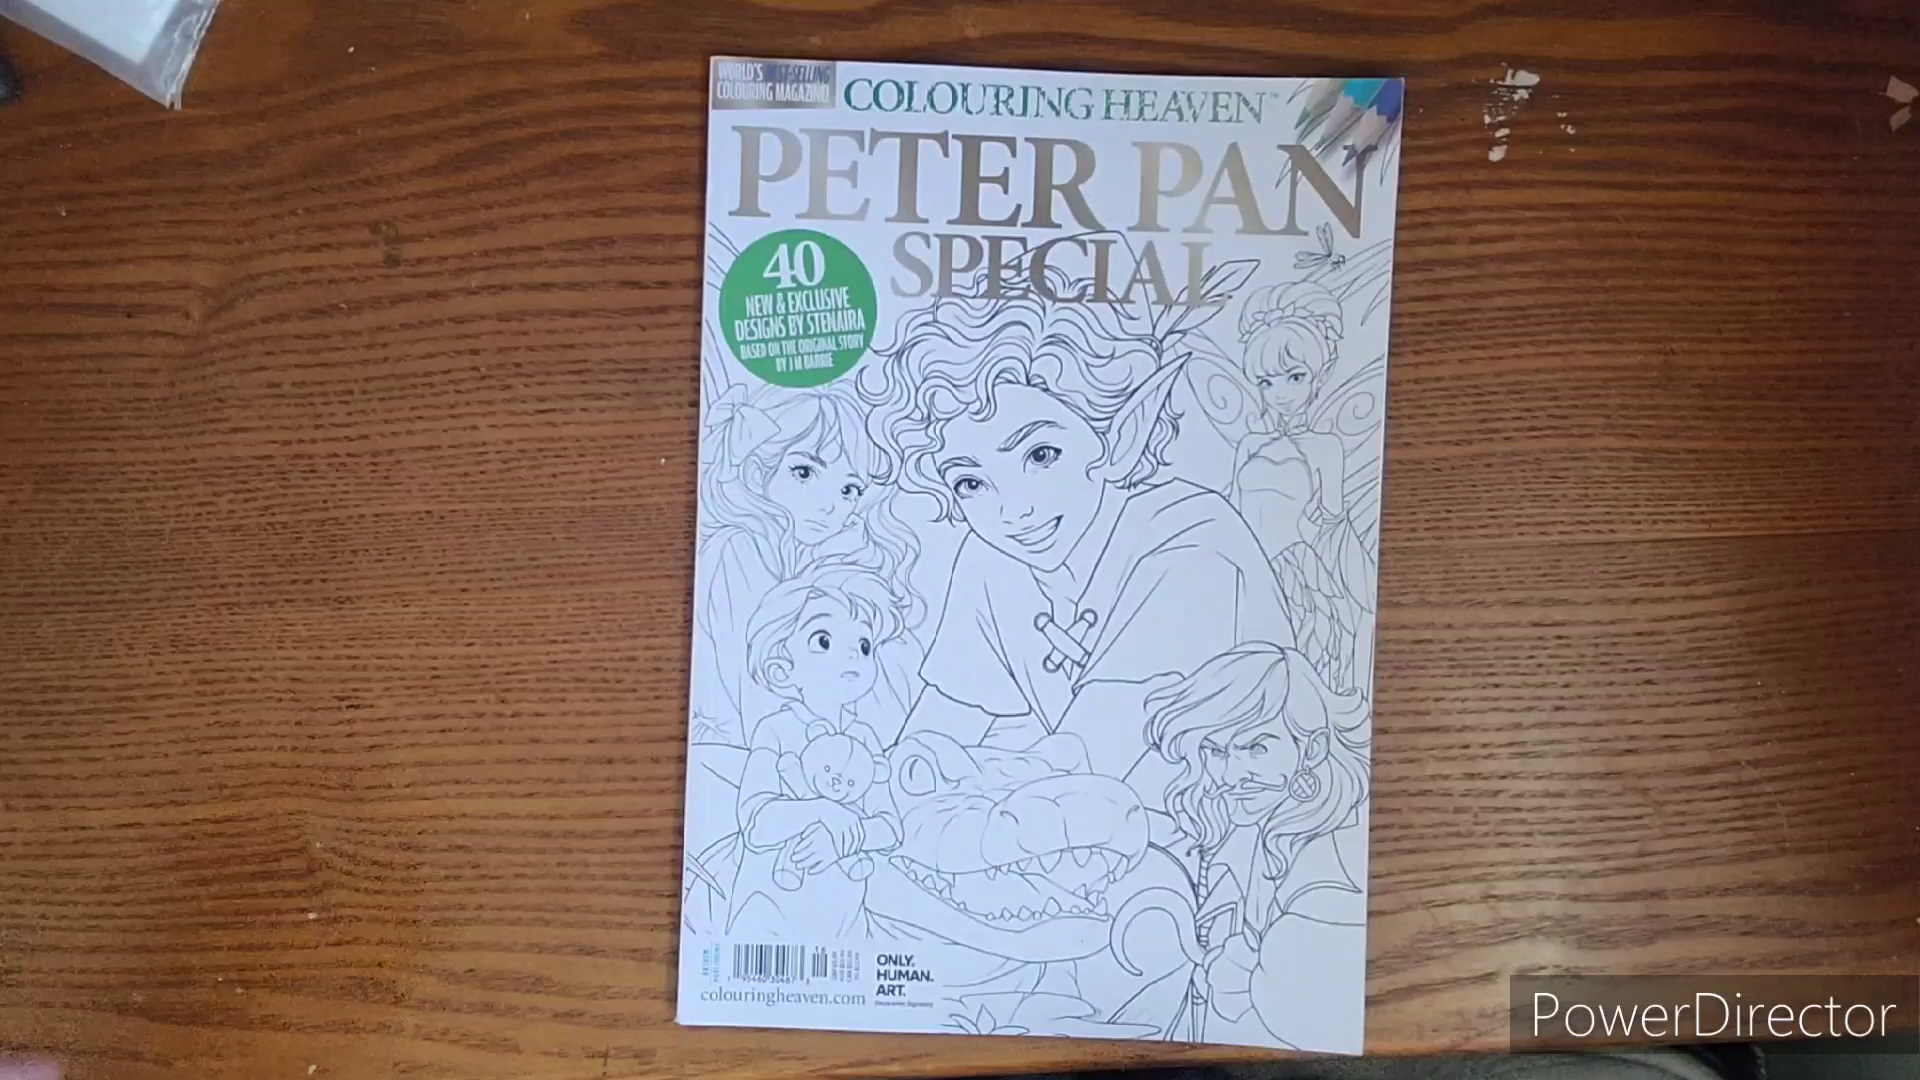 WORLD'S BEST-SELLING
COLOURING MAGAZINE!
COLOURING HEAVEN™
PETER PAN
SPECIAL
40
NEW & EXCLUSIVE
DESIGNS BY STENAIRA
BASED ON THE ORIGINAL STORY
BY J M BARRIE
ONLY.
HUMAN.
ART.
colouringheaven.com
PowerDirector